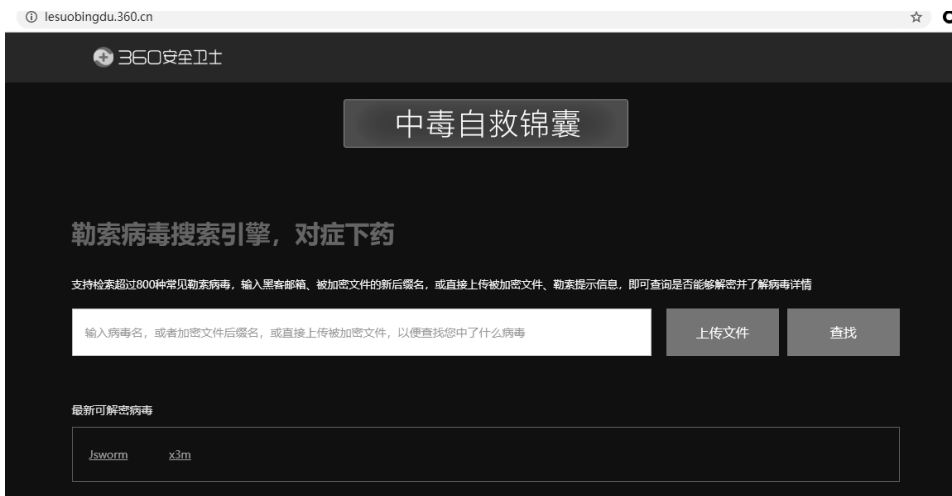 lesuobingdu.360.cn
360安全卫士
中毒自救锦囊
勒索病毒搜索引擎，对症下药
支持检索超过800种常见勒索病毒，输入黑客邮箱、被加密文件的新后缀名，或直接上传被加密文件、勒索提示信息，即可查询是否能够解密并了解病毒详情
输入病毒名，或者加密文件后缀名，或直接上传被加密文件，以便查找您中了什么病毒
上传文件
查找
最新可解密病毒
Jsworm x3m